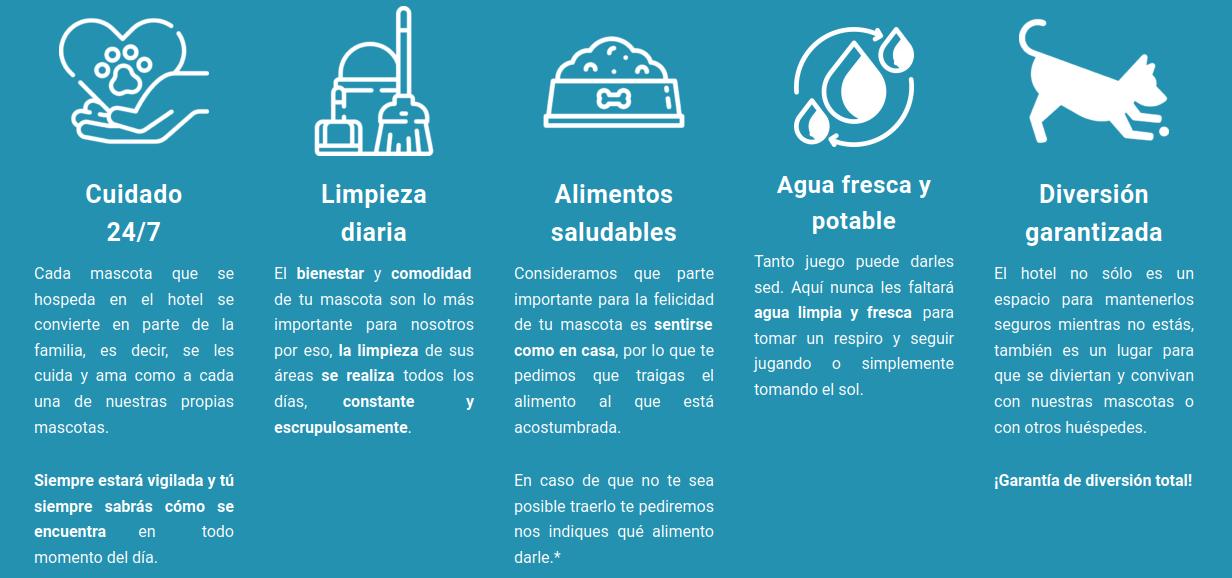 Cuidado
24/7
Cada mascota que se
hospeda en el hotel se
convierte en parte de la
familia, es decir, se les
cuida y ama como a cada
una de nuestras propias
mascotas.
Siempre estará vigilada y tú
siempre sabrás cómo se
encuentra en todo
momento del día.
Limpieza
diaria
El bienestar y comodidad
de tu mascota son lo más
importante para nosotros
por eso, la limpieza de sus
áreas se realiza todos los
días, constante y
escrupulosamente.
Alimentos
saludables
Consideramos que parte
importante para la felicidad
de tu mascota es sentirse
como en casa, por lo que te
pedimos que traigas el
alimento al que está
acostumbrada.
En caso de que no te sea
posible traerlo te pediremos
nos indiques qué alimento
darle.*
Agua fresca y
potable
Tanto juego puede darles
sed. Aquí nunca les faltará
agua limpia y fresca para
tomar un respiro y seguir
jugando o simplemente
tomando el sol.
Diversión
garantizada
El hotel no sólo es un
espacio para mantenerlos
seguros mientras no estás,
también es un lugar para
que se diviertan y convivan
con nuestras mascotas o
con otros huéspedes.
¡Garantía de diversión total!